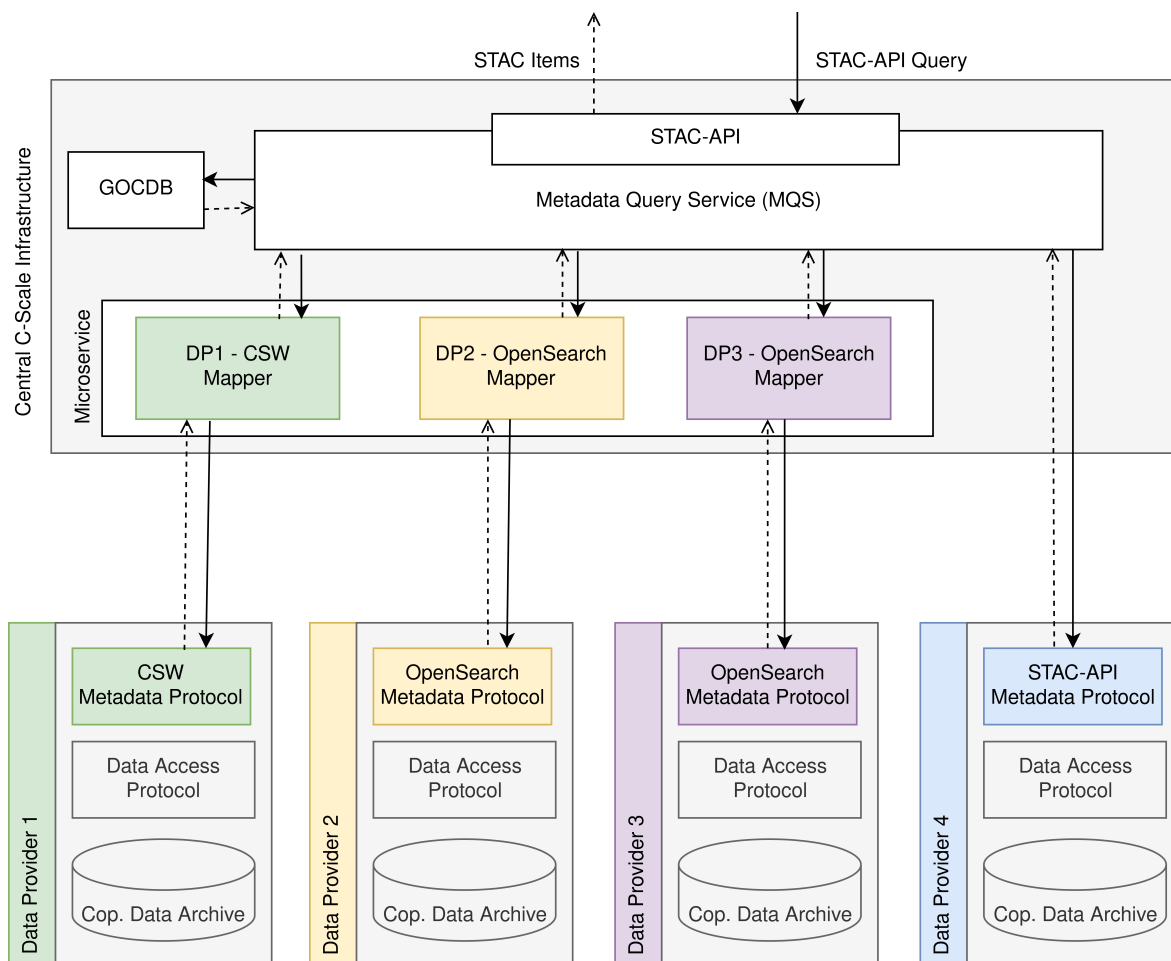 STAC Items
STAC-API Query
Central C-Scale Infrastructure
STAC-API
GOCDB
Metadata Query Service (MQS)
Microservice
DP1 - CSW
Mapper
DP2 - OpenSearch
Mapper
DP3 - OpenSearch
Mapper
Data Provider 1
CSW
Metadata Protocol
Data Access
Protocol
Cop. Data Archive
Data Provider 2
OpenSearch
Metadata Protocol
Data Access
Protocol
Cop. Data Archive
Data Provider 3
OpenSearch
Metadata Protocol
Data Access
Protocol
Cop. Data Archive
Data Provider 4
STAC-API
Metadata Protocol
Data Access
Protocol
Cop. Data Archive